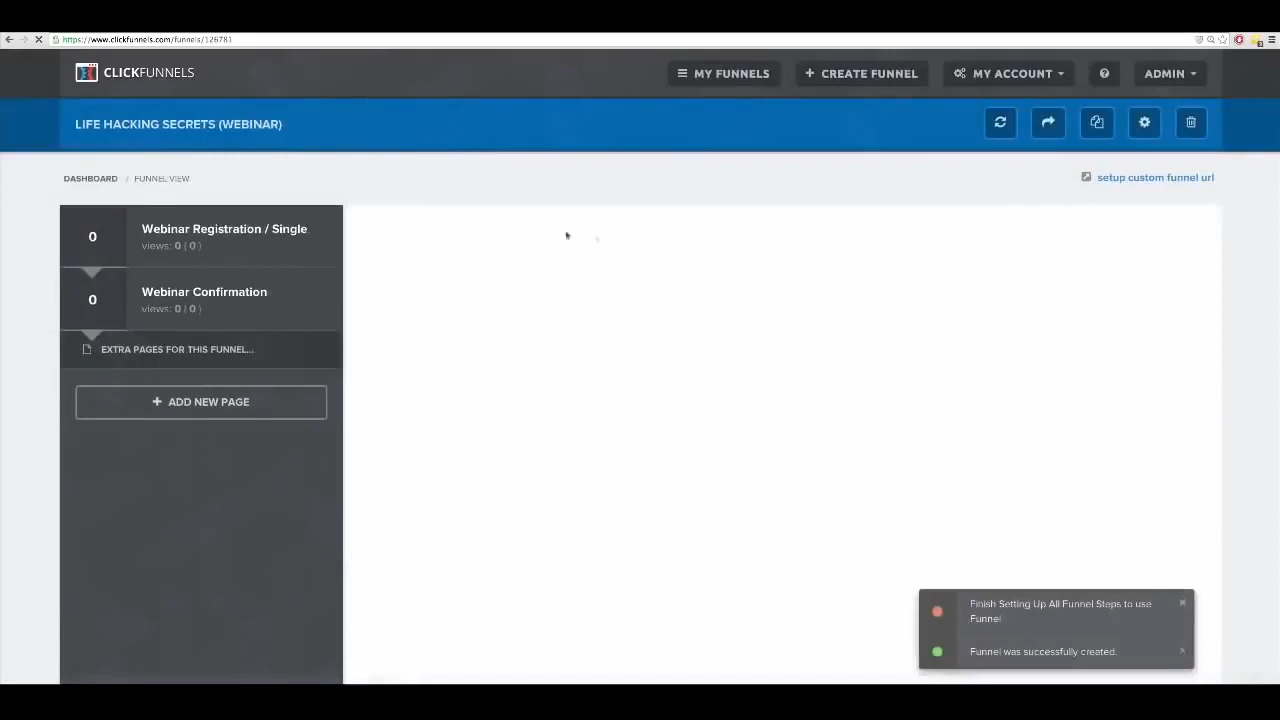 https://www.clickfunnels.com/funnels/126781
CLICKFUNNELS
MY FUNNELS
+ CREATE FUNNEL
MY ACCOUNT
?
ADMIN
LIFE HACKING SECRETS (WEBINAR)
DASHBOARD / FUNNEL VIEW
setup custom funnel url
0
Webinar Registration / Single
views: 0 ( 0 )
0
Webinar Confirmation
views: 0 ( 0 )
EXTRA PAGES FOR THIS FUNNEL...
+ ADD NEW PAGE
Finish Setting Up All Funnel Steps to use
Funnel
Funnel was successfully created.